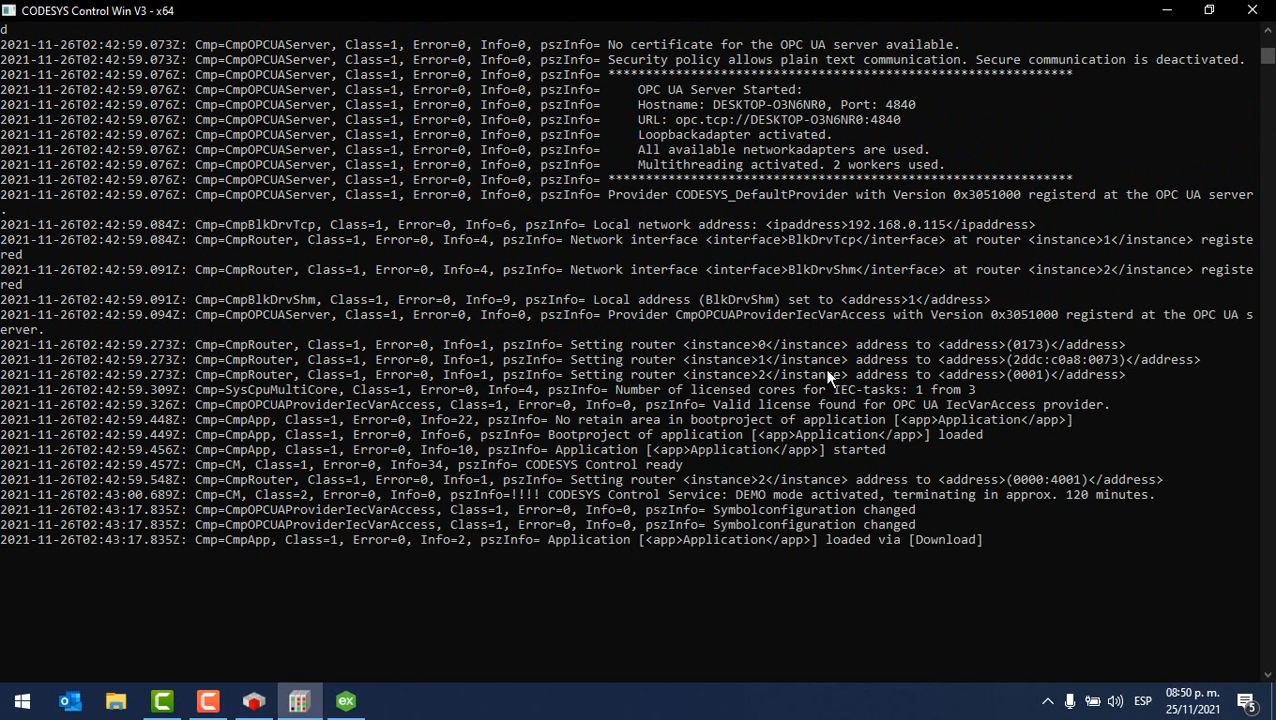 CODESYS Control Win V3 - x64
d
2021-11-26T02:42:59.073Z: Cmp=CmpOPCUAServer, Class=1, Error=0, Info=0, pszInfo= No certificate for the OPC UA server available.
2021-11-26T02:42:59.073Z: Cmp=CmpOPCUAServer, Class=1, Error=0, Info=0, pszInfo= Security policy allows plain text communication. Secure communication is deactivated.
2021-11-26T02:42:59.076Z: Cmp=CmpOPCUAServer, Class=1, Error=0, Info=0, pszInfo= **************************************************************
2021-11-26T02:42:59.076Z: Cmp=CmpOPCUAServer, Class=1, Error=0, Info=0, pszInfo=     OPC UA Server Started:
2021-11-26T02:42:59.076Z: Cmp=CmpOPCUAServer, Class=1, Error=0, Info=0, pszInfo=     Hostname: DESKTOP-O3N6NR0, Port: 4840
2021-11-26T02:42:59.076Z: Cmp=CmpOPCUAServer, Class=1, Error=0, Info=0, pszInfo=     URL: opc.tcp://DESKTOP-O3N6NR0:4840
2021-11-26T02:42:59.076Z: Cmp=CmpOPCUAServer, Class=1, Error=0, Info=0, pszInfo=     Loopbackadapter activated.
2021-11-26T02:42:59.076Z: Cmp=CmpOPCUAServer, Class=1, Error=0, Info=0, pszInfo=     All available networkadapters are used.
2021-11-26T02:42:59.076Z: Cmp=CmpOPCUAServer, Class=1, Error=0, Info=0, pszInfo=     Multithreading activated. 2 workers used.
2021-11-26T02:42:59.076Z: Cmp=CmpOPCUAServer, Class=1, Error=0, Info=0, pszInfo= **************************************************************
2021-11-26T02:42:59.076Z: Cmp=CmpOPCUAServer, Class=1, Error=0, Info=0, pszInfo= Provider CODESYS_DefaultProvider with Version 0x3051000 registerd at the OPC UA server
.
2021-11-26T02:42:59.084Z: Cmp=CmpBlkDrvTcp, Class=1, Error=0, Info=6, pszInfo= Local network address: <ipaddress>192.168.0.115</ipaddress>
2021-11-26T02:42:59.084Z: Cmp=CmpRouter, Class=1, Error=0, Info=4, pszInfo= Network interface <interface>BlkDrvTcp</interface> at router <instance>1</instance> registe
red
2021-11-26T02:42:59.091Z: Cmp=CmpRouter, Class=1, Error=0, Info=4, pszInfo= Network interface <interface>BlkDrvShm</interface> at router <instance>2</instance> registe
red
2021-11-26T02:42:59.091Z: Cmp=CmpBlkDrvShm, Class=1, Error=0, Info=9, pszInfo= Local address (BlkDrvShm) set to <address>1</address>
2021-11-26T02:42:59.094Z: Cmp=CmpOPCUAServer, Class=1, Error=0, Info=0, pszInfo= Provider CmpOPCUAProviderIecVarAccess with Version 0x3051000 registerd at the OPC UA s
erver.
2021-11-26T02:42:59.273Z: Cmp=CmpRouter, Class=1, Error=0, Info=1, pszInfo= Setting router <instance>0</instance> address to <address>(0173)</address>
2021-11-26T02:42:59.273Z: Cmp=CmpRouter, Class=1, Error=0, Info=1, pszInfo= Setting router <instance>1</instance> address to <address>(2ddc:c0a8:0073)</address>
2021-11-26T02:42:59.273Z: Cmp=CmpRouter, Class=1, Error=0, Info=1, pszInfo= Setting router <instance>2</instance> address to <address>(0001)</address>
2021-11-26T02:42:59.309Z: Cmp=SysCpuMultiCore, Class=1, Error=0, Info=4, pszInfo= Number of licensed cores for IEC-tasks: 1 from 3
2021-11-26T02:42:59.326Z: Cmp=CmpOPCUAProviderIecVarAccess, Class=1, Error=0, Info=0, pszInfo= Valid license found for OPC UA IecVarAccess provider.
2021-11-26T02:42:59.448Z: Cmp=CmpApp, Class=1, Error=0, Info=22, pszInfo= No retain area in bootproject of application [<app>Application</app>]
2021-11-26T02:42:59.449Z: Cmp=CmpApp, Class=1, Error=0, Info=6, pszInfo= Bootproject of application [<app>Application</app>] loaded
2021-11-26T02:42:59.456Z: Cmp=CmpApp, Class=1, Error=0, Info=10, pszInfo= Application [<app>Application</app>] started
2021-11-26T02:42:59.457Z: Cmp=CM, Class=1, Error=0, Info=34, pszInfo= CODESYS Control ready
2021-11-26T02:42:59.548Z: Cmp=CmpRouter, Class=1, Error=0, Info=1, pszInfo= Setting router <instance>2</instance> address to <address>(0000:4001)</address>
2021-11-26T02:43:00.689Z: Cmp=CM, Class=2, Error=0, Info=0, pszInfo=!!!! CODESYS Control Service: DEMO mode activated, terminating in approx. 120 minutes.
2021-11-26T02:43:17.835Z: Cmp=CmpOPCUAProviderIecVarAccess, Class=1, Error=0, Info=0, pszInfo= Symbolconfiguration changed
2021-11-26T02:43:17.835Z: Cmp=CmpOPCUAProviderIecVarAccess, Class=1, Error=0, Info=0, pszInfo= Symbolconfiguration changed
2021-11-26T02:43:17.835Z: Cmp=CmpApp, Class=1, Error=0, Info=2, pszInfo= Application [<app>Application</app>] loaded via [Download]
ex
ESP
08:50 p. m.
25/11/2021
5